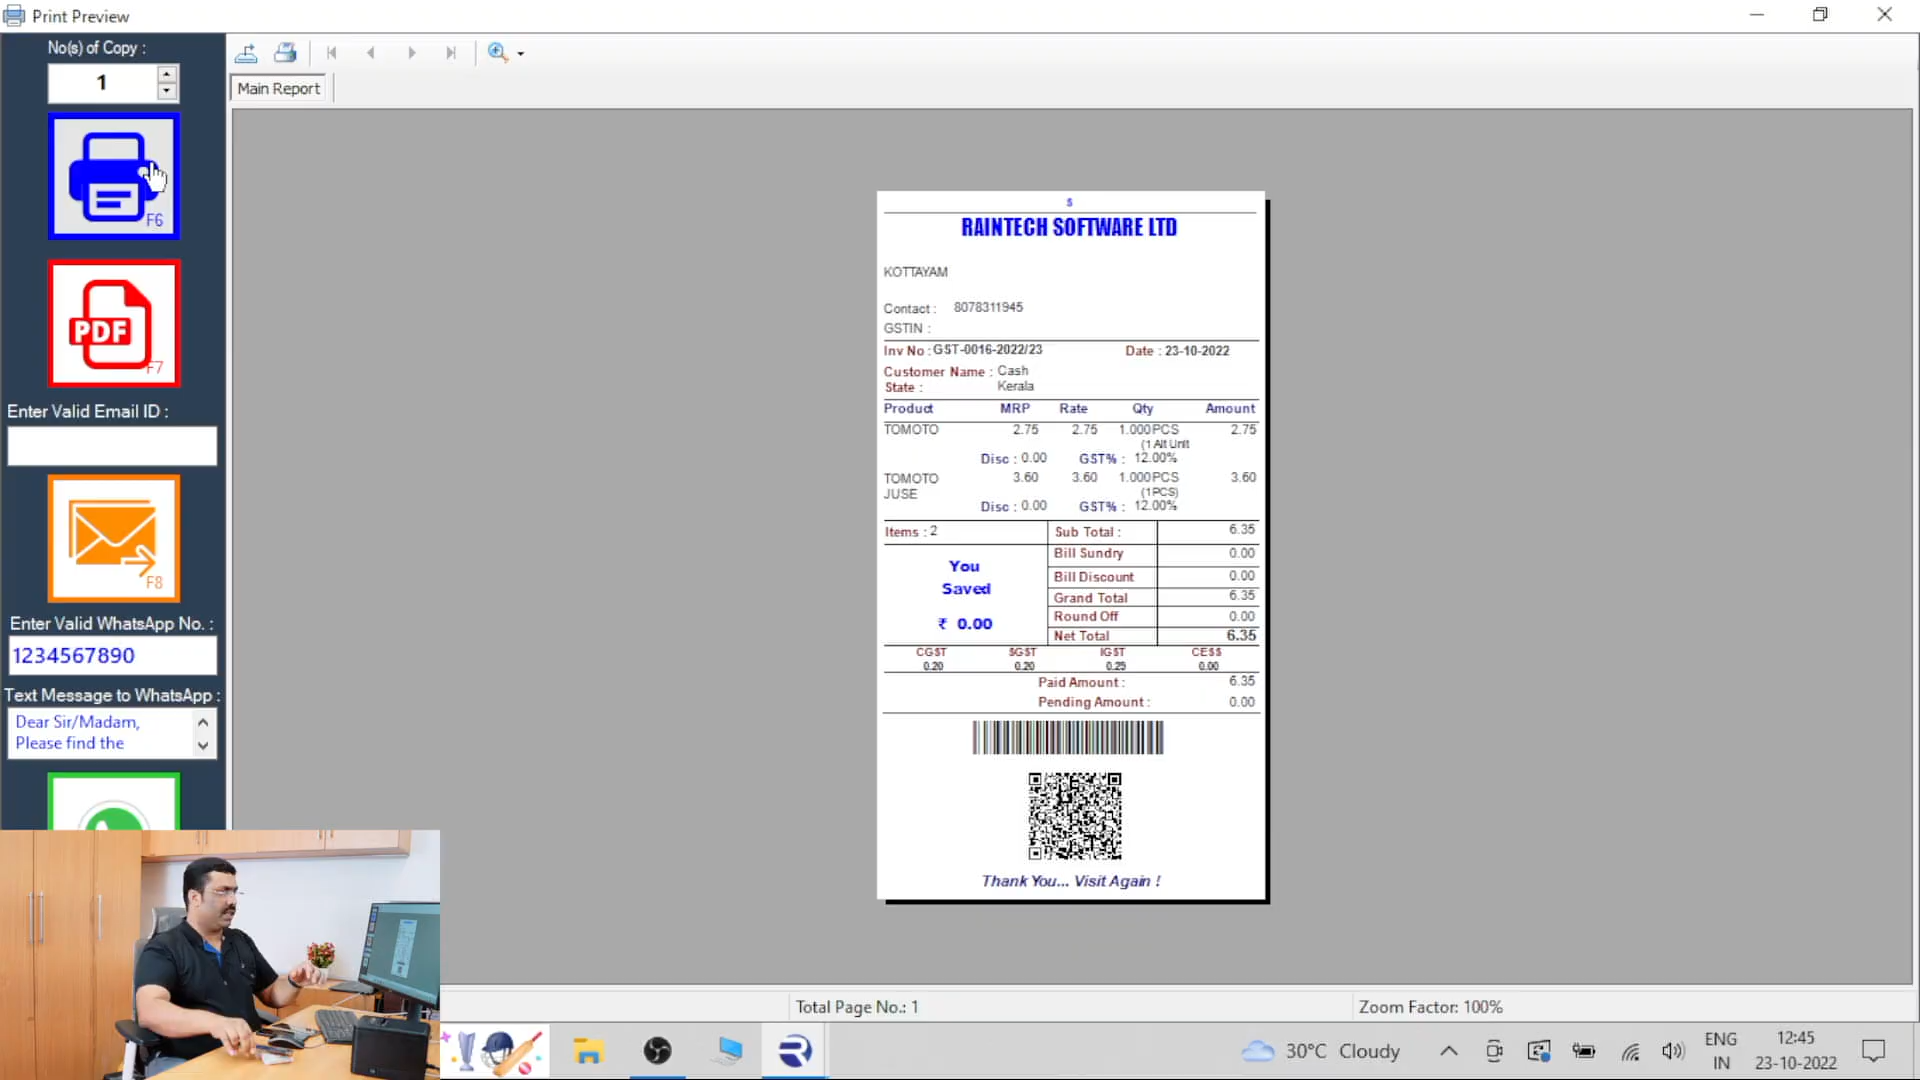 Print Preview
No(s) of Copy :
1
F6
PDF
F7
Enter Valid Email ID :
F8
Enter Valid WhatsApp No. :
1234567890
Text Message to WhatsApp :
Dear Sir/Madam,
Please find the
Main Report
$
RAINTECH SOFTWARE LTD
KOTTAYAM
Contact : 8078311945
GSTIN :
Inv No : GST-0016-2022/23 Date : 23-10-2022
Customer Name : Cash
State : Kerala
Product MRP Rate Qty Amount
TOMOTO 2.75 2.75 1.000PCS 2.75
(1 Alt Unit
Disc : 0.00 GST% : 12.00%
TOMOTO 3.60 3.60 1.000PCS 3.60
JUSE (1PCS)
Disc : 0.00 GST% : 12.00%
Items : 2 Sub Total : 6.35
Bill Sundry 0.00
You
Bill Discount 0.00
Saved
Grand Total 6.35
Round Off 0.00
₹ 0.00
Net Total 6.35
CGST SGST IGST CESS
0.20 0.20 0.25 0.00
Paid Amount : 6.35
Pending Amount : 0.00
Thank You... Visit Again !
Total Page No.: 1 Zoom Factor: 100%
30°C Cloudy
ENG
IN
12:45
23-10-2022